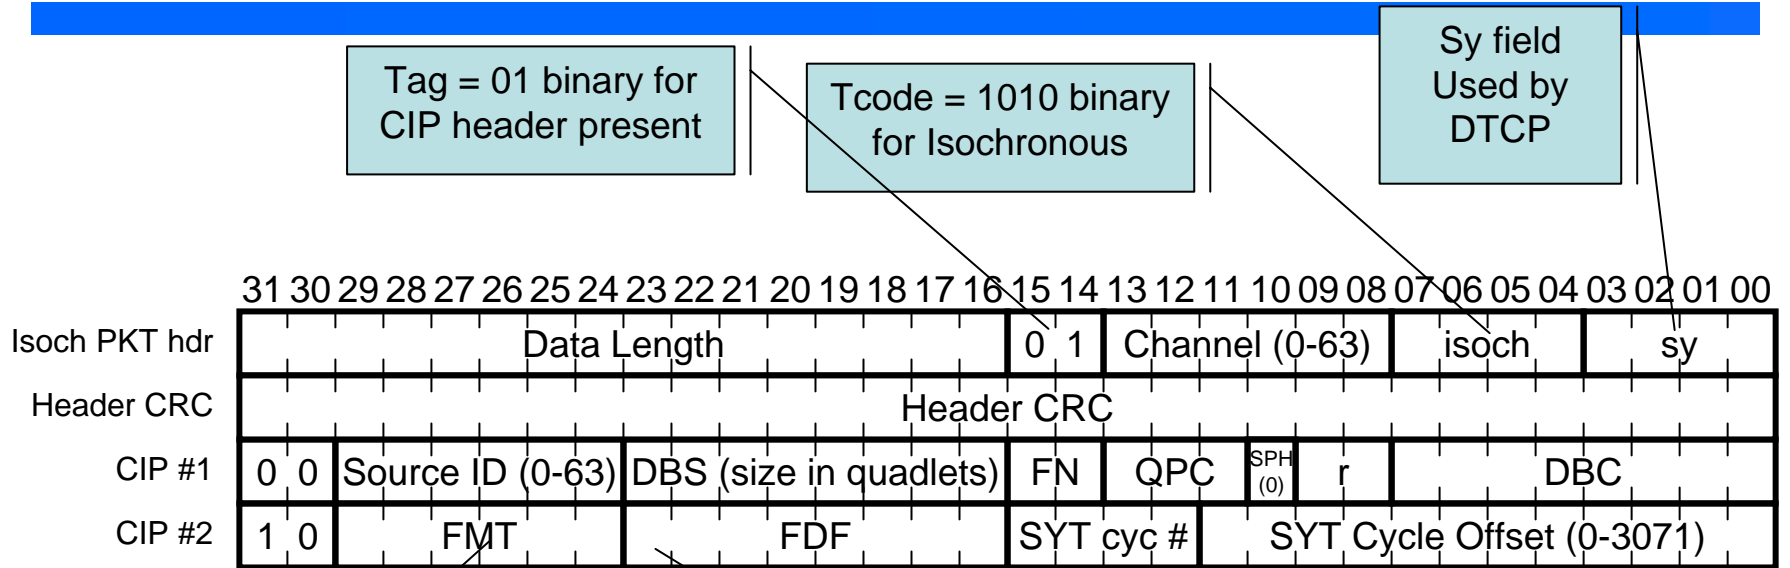 Tag = 01 binary for
CIP header present
Tcode = 1010 binary
for Isochronous
Sy field
Used by
DTCP
31 30 29 28 27 26 25 24 23 22 21 20 19 18 17 16 15 14 13 12 11 10 09 08 07 06 05 04 03 02 01 00
Isoch PKT hdr Data Length 0 1 Channel (0-63) isoch sy
Header CRC Header CRC
CIP #1 0 0 Source ID (0-63) DBS (size in quadlets) FN QPC SPH (0) r DBC
CIP #2 1 0 FMT FDF SYT cyc # SYT Cycle Offset (0-3071)